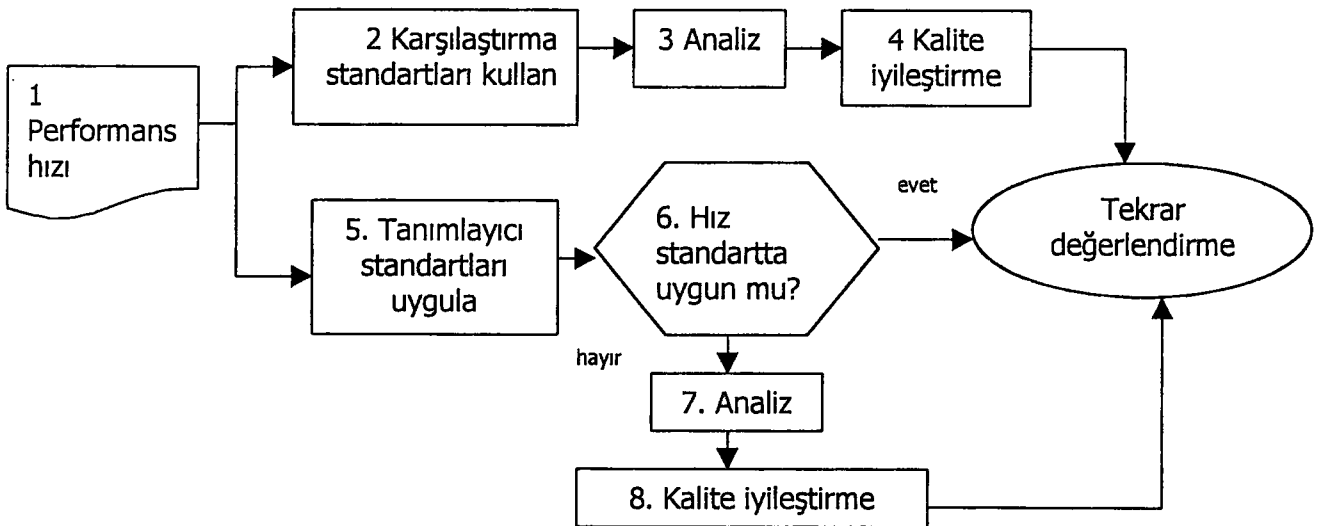 1
Performans
hızı
2 Karşılaştırma
standartları kullan
3 Analiz
4 Kalite
iyileştirme
5. Tanımlayıcı
standartları
uygula
6. Hız
standartta
uygun mu?
evet
Tekrar
değerlendirme
hayır
7. Analiz
8. Kalite iyileştirme